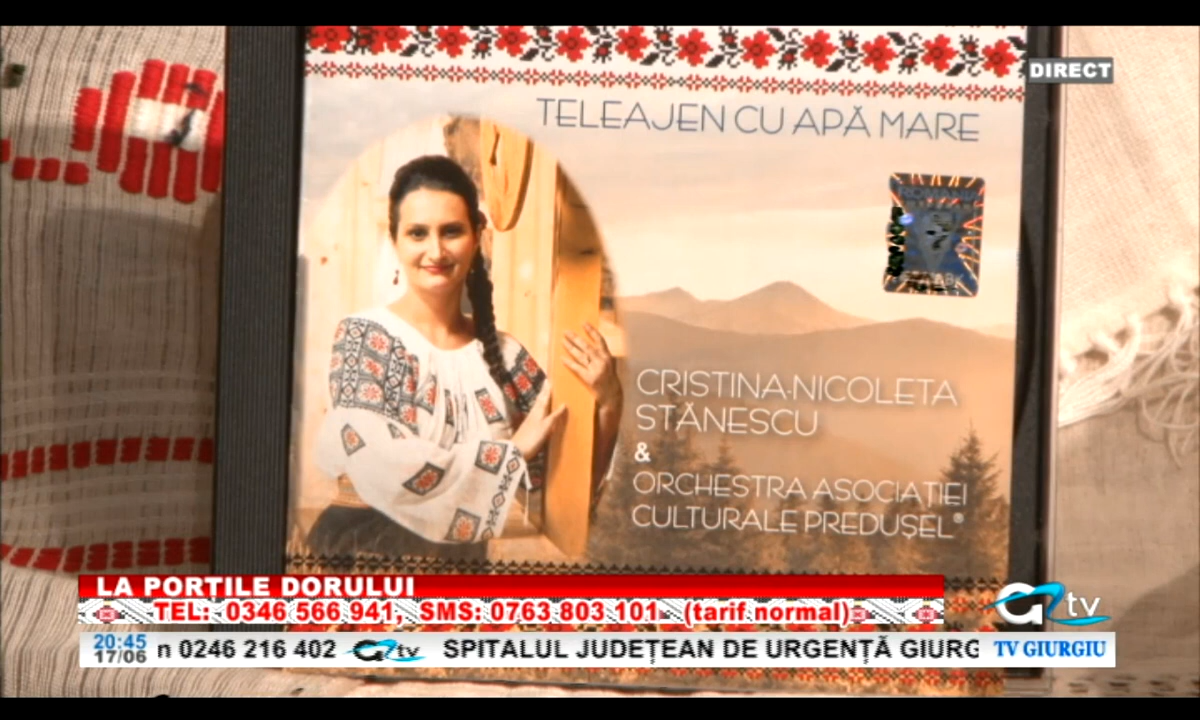 DIRECT
TELEAJEN CU APĂ MARE
CRISTINA-NICOLETA
STĂNESCU
&
ORCHESTRA ASOCIAȚIEI
CULTURALE PREDUȘEL®
LA PORȚILE DORULUI
TEL: 0346 566 941, SMS: 0763 803 101 (tarif normal)
tv
20:45
17/06
n 0246 216 402 tv SPITALUL JUDEȚEAN DE URGENȚĂ GIURG
TV GIURGIU